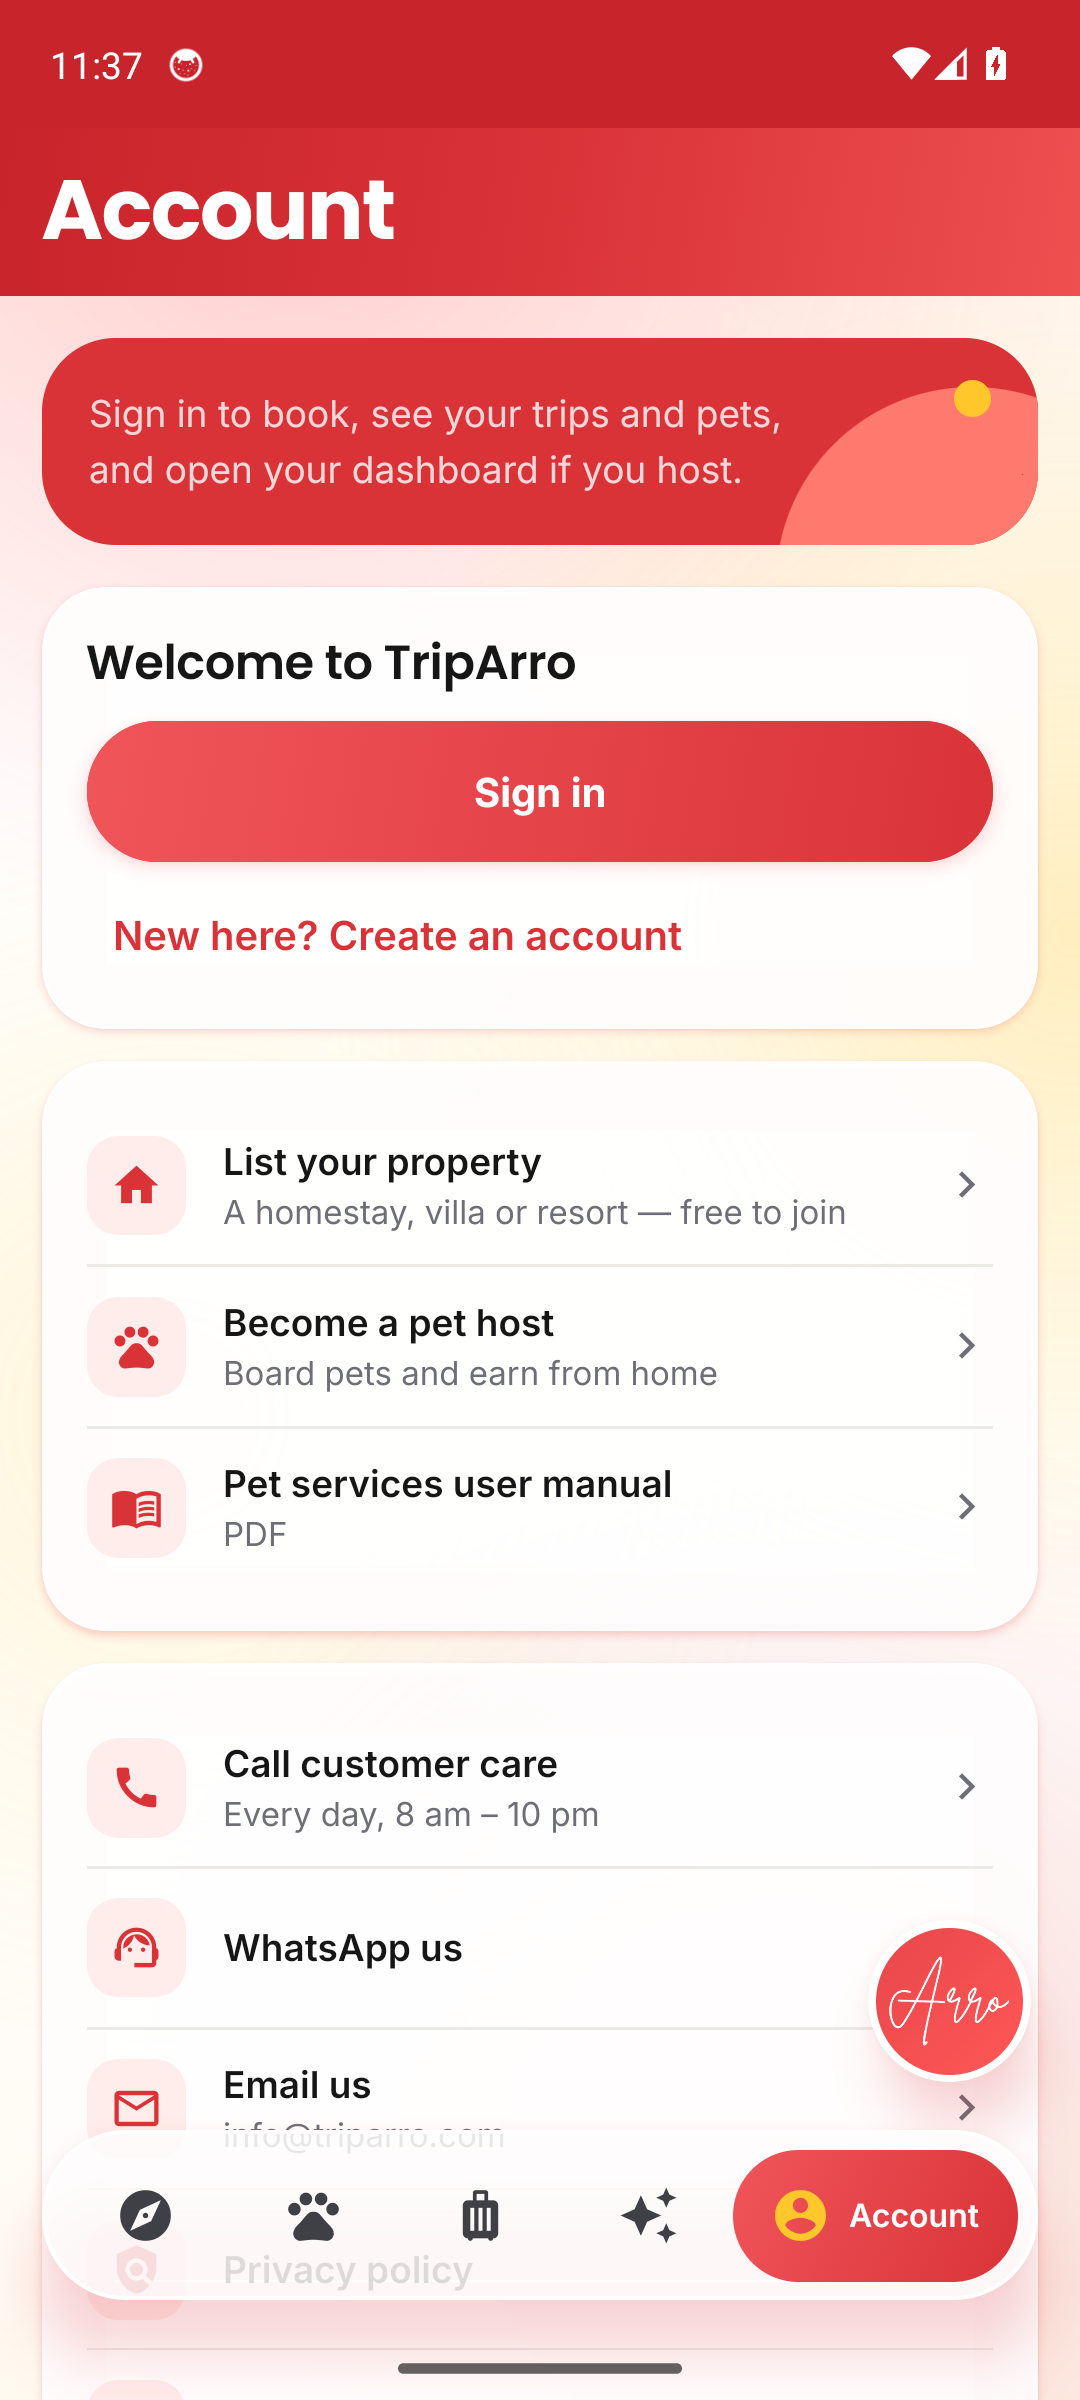 11:37
Account
Sign in to book, see your trips and pets,
and open your dashboard if you host.
Welcome to TripArro
Sign in
New here? Create an account
List your property
A homestay, villa or resort — free to join
Become a pet host
Board pets and earn from home
Pet services user manual
PDF
Call customer care
Every day, 8 am – 10 pm
WhatsApp us
Arro
Email us
info@triparro.com
Account
Privacy policy